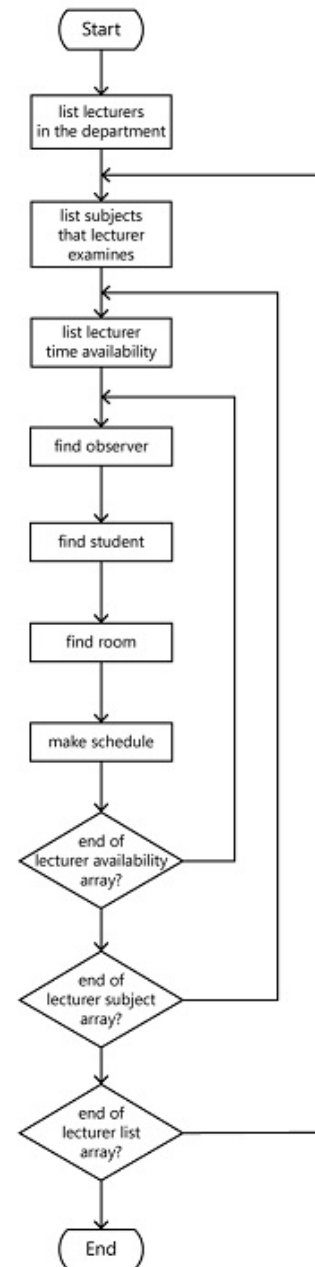 Start
list lecturers
in the department
list subjects
that lecturer
examines
list lecturer
time availability
find observer
find student
find room
make schedule
end of
lecturer availability
array?
end of
lecturer subject
array?
end of
lecturer list
array?
End